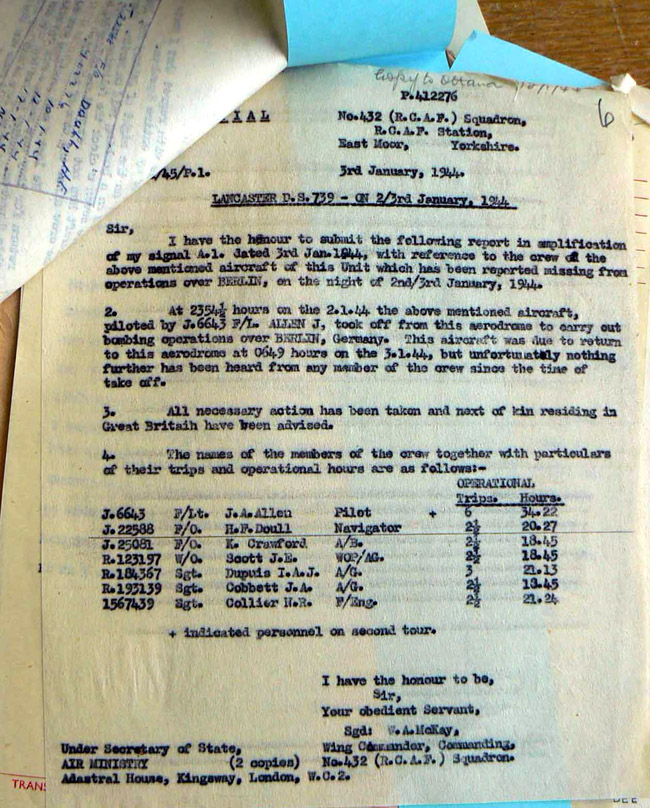 Copy to Ottawa
P.412276
6
IAL
No.432 (R.C.A.F.) Squadron,
R.C.A.F. Station,
East Moor, Yorkshire.
/45/P.1.
3rd January, 1944.
LANCASTER D.S.739 - ON 2/3rd January, 1944
Sir,
I have the honour to submit the following report in amplification
of my signal A.1. dated 3rd Jan.1944, with reference to the crew of the
above mentioned aircraft of this Unit which has been reported missing from
operations over BERLIN, on the night of 2nd/3rd January, 1944.
2. At 2354½ hours on the 2.1.44 the above mentioned aircraft,
piloted by J.6643 F/L. ALLEN J, took off from this aerodrome to carry out
bombing operations over BERLIN, Germany. This aircraft was due to return
to this aerodrome at 0649 hours on the 3.1.44, but unfortunately nothing
further has been heard from any member of the crew since the time of
take off.
3. All necessary action has been taken and next of kin residing in
Great Britain have been advised.
4. The names of the members of the crew together with particulars
of their trips and operational hours are as follows:-
OPERATIONAL
Trips. Hours.
J.6643 F/Lt. J.A.Allen Pilot + 6 34.22
J.22588 F/O. H.F.Doull Navigator 2½ 20.27
J.25081 F/O. K. Crawford A/B. 2½ 18.45
R.123197 W/O. Scott J.E. WOP/AG. 2½ 18.45
R.184367 Sgt. Dupuis I.A.J. A/G. 3 21.13
R.193139 Sgt. Cobbett J.A. A/G. 2½ 18.45
1567439 Sgt. Collier N.R. F/Eng. 2½ 21.24
+ indicated personnel on second tour.
I have the honour to be,
Sir,
Your obedient Servant,
Sgd: W.A.McKay,
Wing Commander, Commanding,
No.432 (R.C.A.F.) Squadron.
Under Secretary of State,
AIR MINISTRY (2 copies)
Adastral House, Kingsway, London, W.C.2.
TRANS